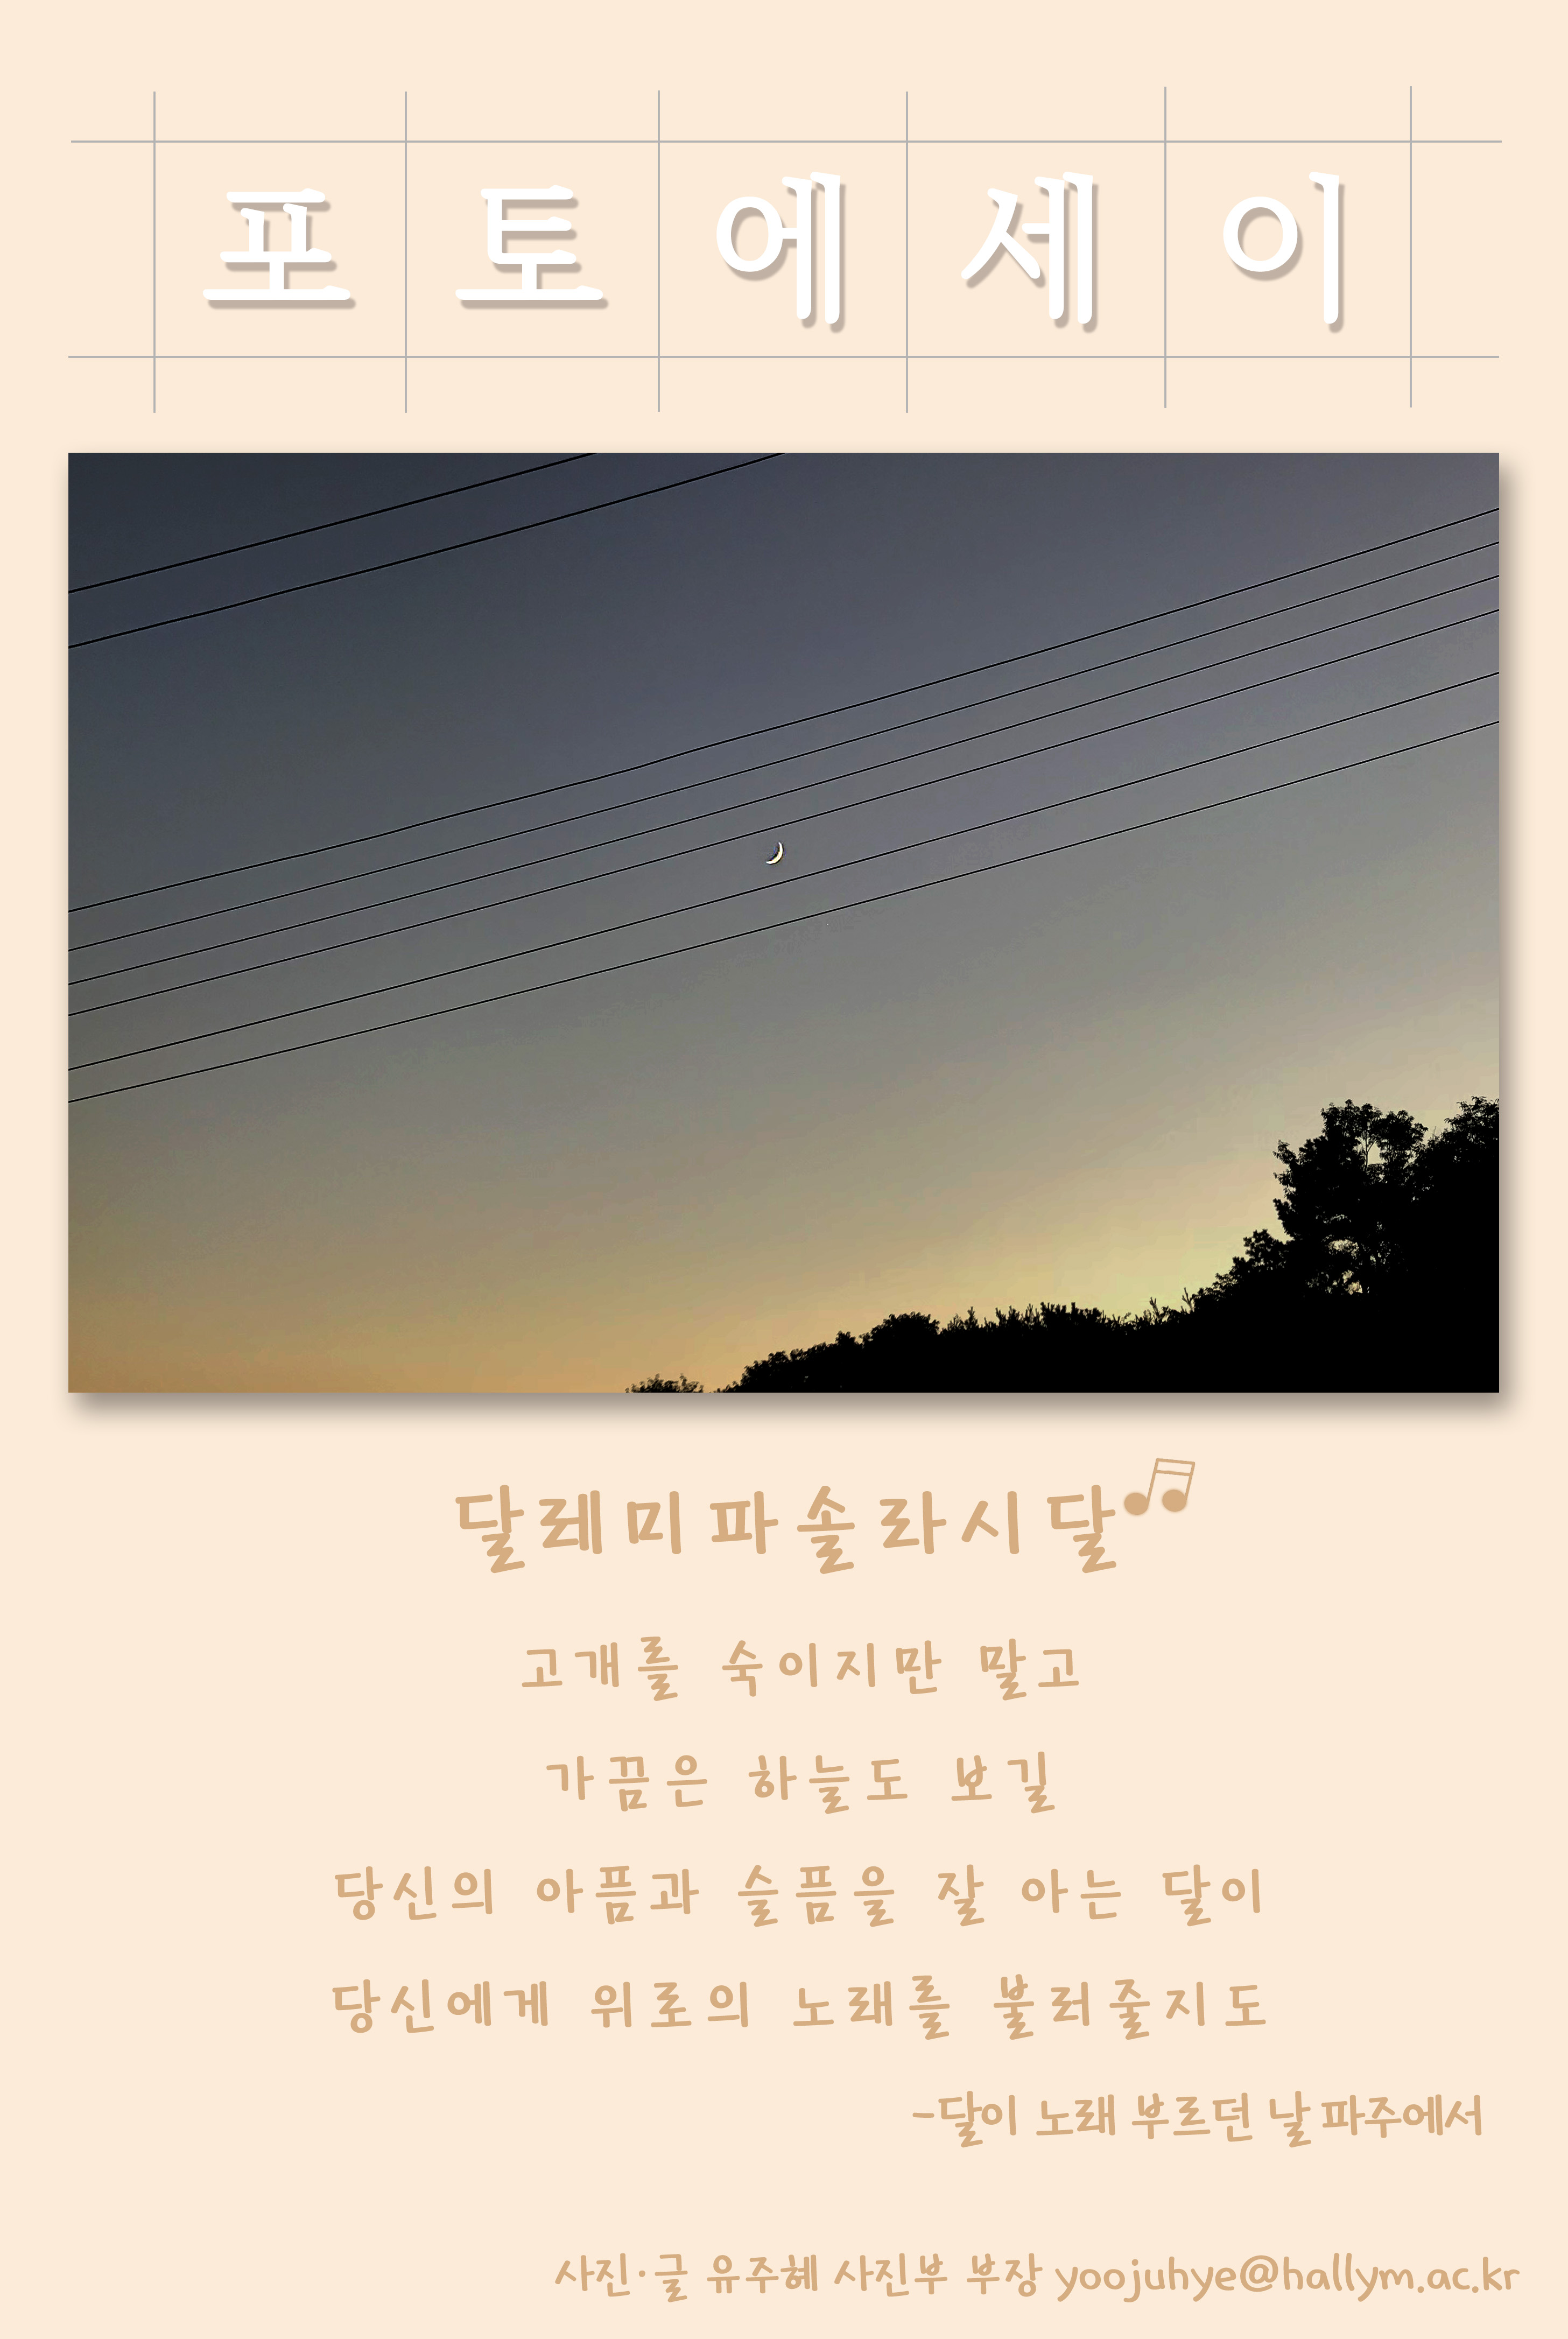 포토에세이
달레미파솔라시달
고개를 숙이지만 말고
가끔은 하늘도 보길
당신의 아픔과 슬픔을 잘 아는 달이
당신에게 위로의 노래를 불러줄지도
-달이 노래 부르던 날 파주에서
사진·글 유주혜 사진부 부장 yoojuhye@hallym.ac.kr